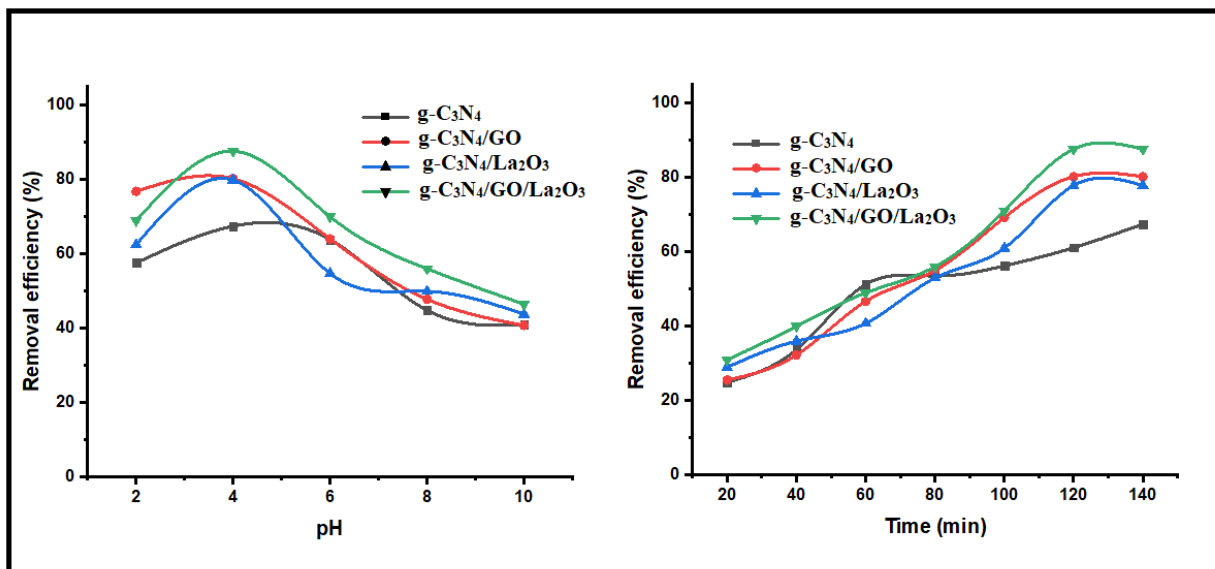 Removal efficiency (%)
100
80
60
40
20
0
2 4 6 8 10
pH
g-C₃N₄
g-C₃N₄/GO
g-C₃N₄/La₂O₃
g-C₃N₄/GO/La₂O₃
Removal efficiency (%)
100
80
60
40
20
0
20 40 60 80 100 120 140
Time (min)
g-C₃N₄
g-C₃N₄/GO
g-C₃N₄/La₂O₃
g-C₃N₄/GO/La₂O₃